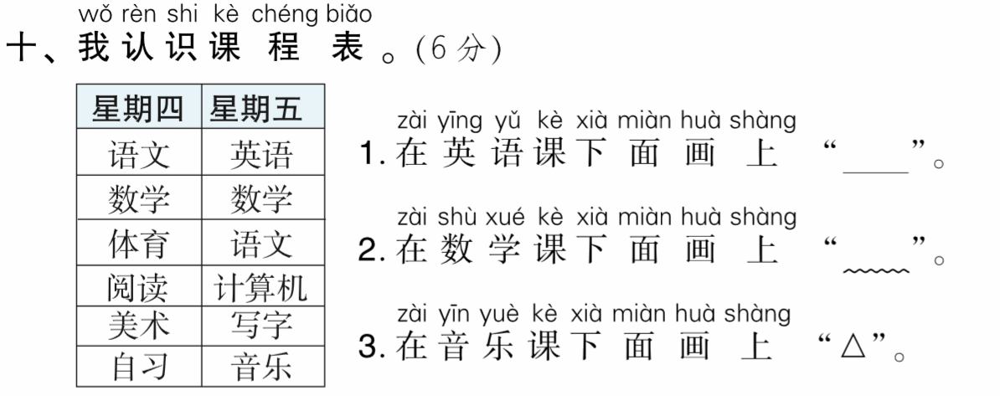 wǒ rèn shi kè chéng biǎo
十、我认识课程表。(6分)
星期四 星期五
语文 英语
数学 数学
体育 语文
阅读 计算机
美术 写字
自习 音乐
zài yīng yǔ kè xià miàn huà shàng
1. 在英语课下面画上“____”。
zài shù xué kè xià miàn huà shàng
2. 在数学课下面画上“﹏﹏”。
zài yīn yuè kè xià miàn huà shàng
3. 在音乐课下面画上“△”。